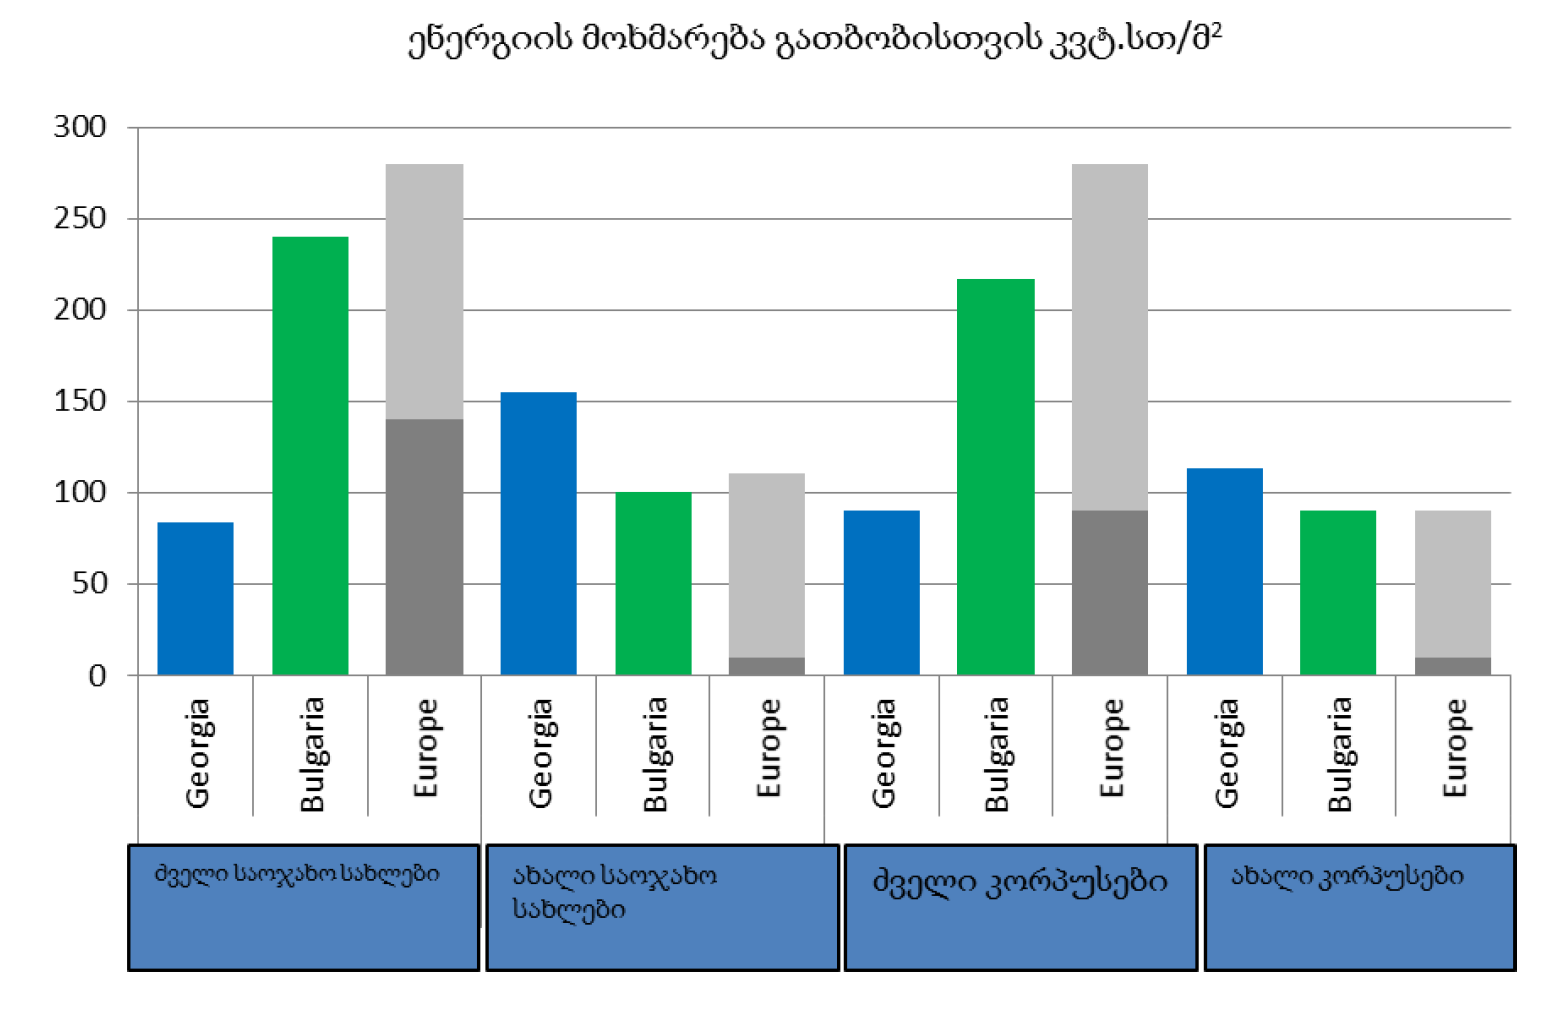 ენერგიის მოხმარება გათბობისთვის კვტ.სთ/მ²
300
250
200
150
100
50
0
Georgia
Bulgaria
Europe
Georgia
Bulgaria
Europe
Georgia
Bulgaria
Europe
Georgia
Bulgaria
Europe
ძველი საოჯახო სახლები
ახალი საოჯახო
სახლები
ძველი კორპუსები
ახალი კორპუსები